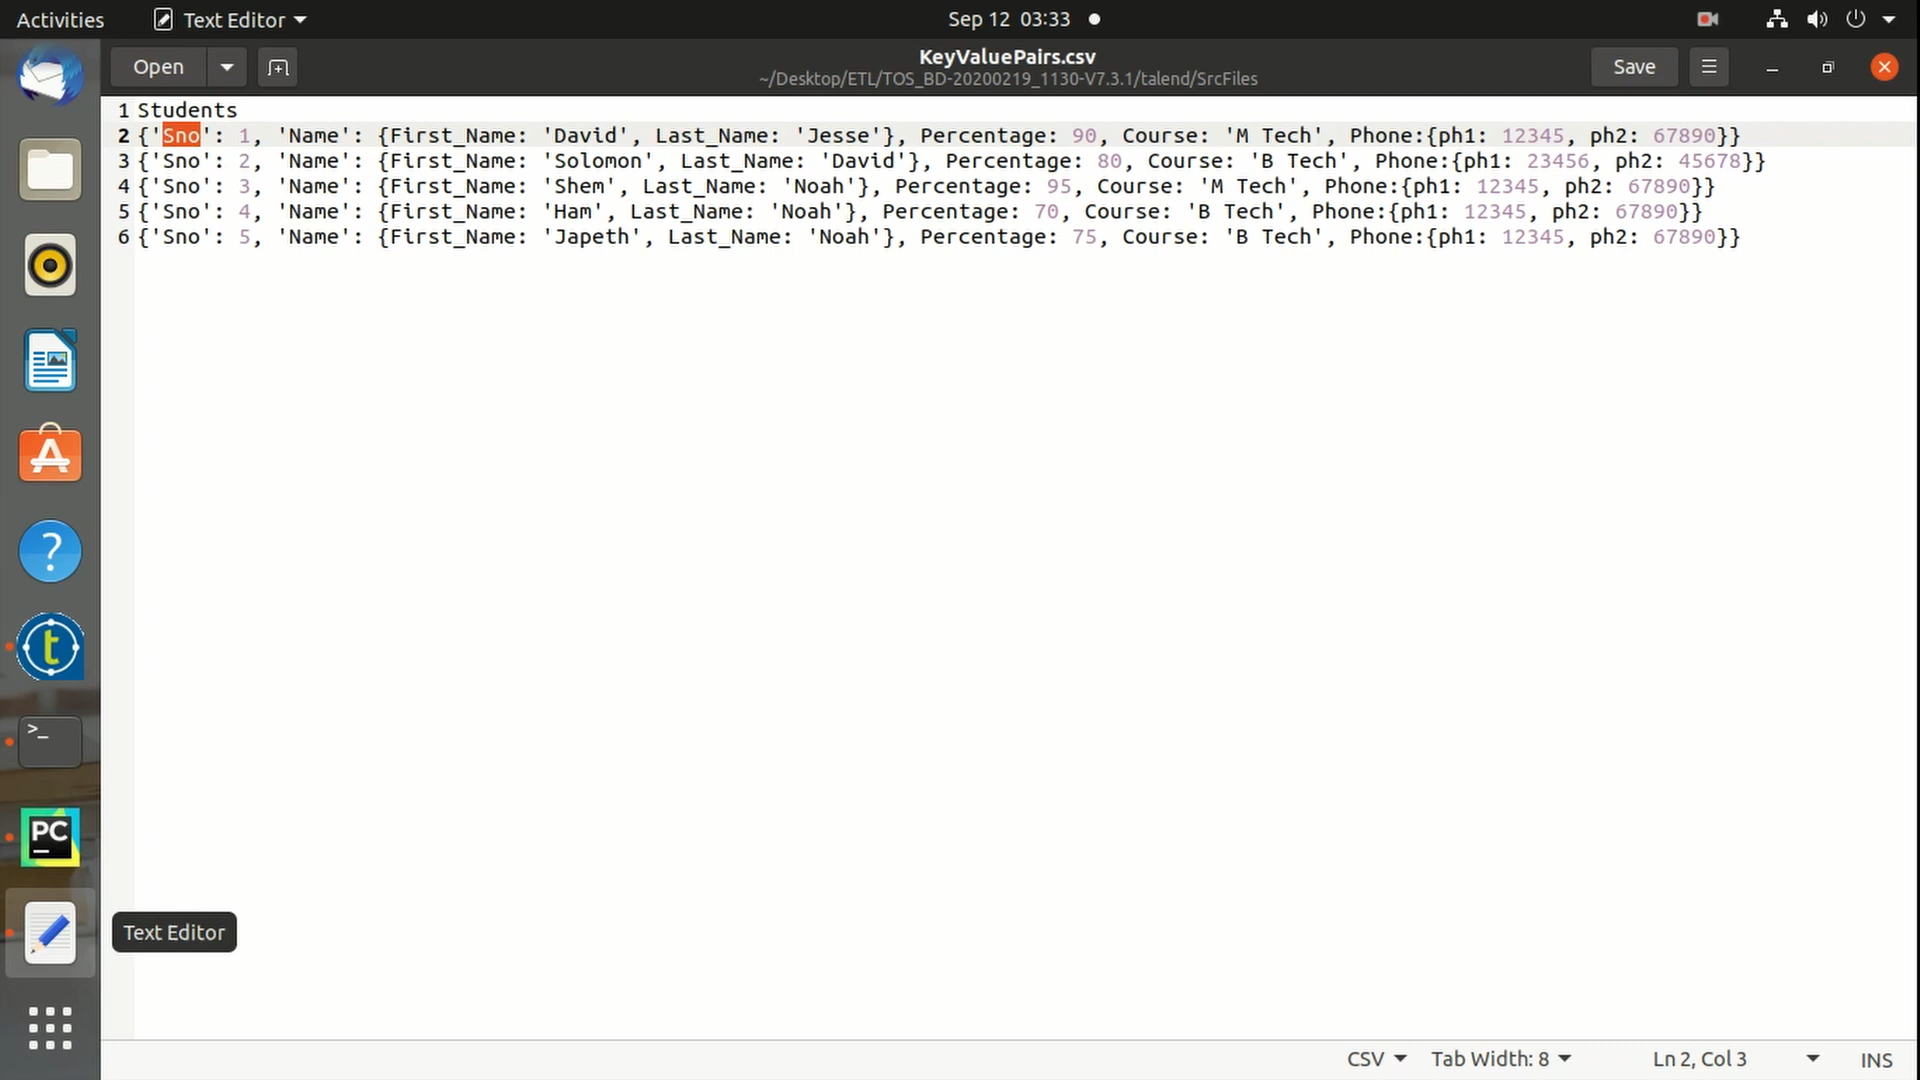 Activities
Text Editor
Sep 12 03:33
Open
KeyValuePairs.csv
~/Desktop/ETL/TOS_BD-20200219_1130-V7.3.1/talend/SrcFiles
Save
1 Students
2 {'Sno': 1, 'Name': {First_Name: 'David', Last_Name: 'Jesse'}, Percentage: 90, Course: 'M Tech', Phone:{ph1: 12345, ph2: 67890}}
3 {'Sno': 2, 'Name': {First_Name: 'Solomon', Last_Name: 'David'}, Percentage: 80, Course: 'B Tech', Phone:{ph1: 23456, ph2: 45678}}
4 {'Sno': 3, 'Name': {First_Name: 'Shem', Last_Name: 'Noah'}, Percentage: 95, Course: 'M Tech', Phone:{ph1: 12345, ph2: 67890}}
5 {'Sno': 4, 'Name': {First_Name: 'Ham', Last_Name: 'Noah'}, Percentage: 70, Course: 'B Tech', Phone:{ph1: 12345, ph2: 67890}}
6 {'Sno': 5, 'Name': {First_Name: 'Japeth', Last_Name: 'Noah'}, Percentage: 75, Course: 'B Tech', Phone:{ph1: 12345, ph2: 67890}}
?
t
>_
PC
Text Editor
CSV
Tab Width: 8
Ln 2, Col 3
INS